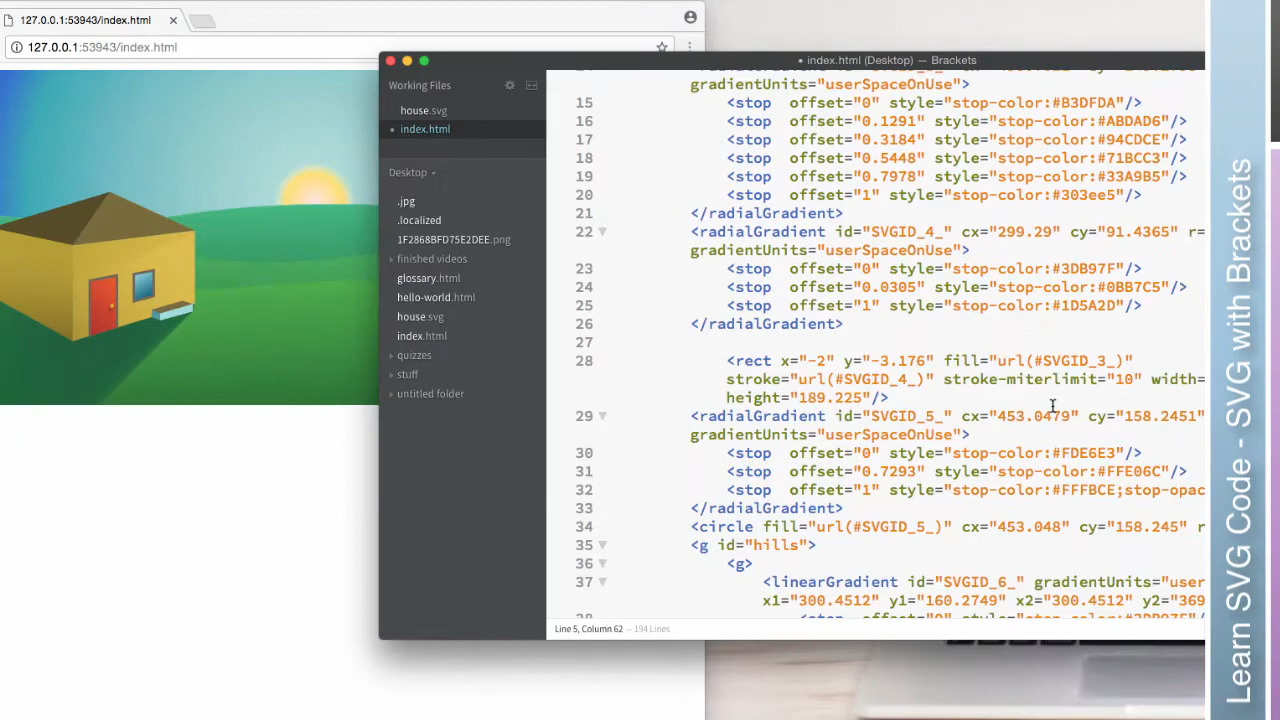 127.0.0.1:53943/index.html
127.0.0.1:53943/index.html
index.html (Desktop) — Brackets
Working Files
house.svg
index.html
Desktop
.jpg
.localized
1F2868BFD75E2DEE.png
finished videos
glossary.html
hello-world.html
house.svg
index.html
quizzes
stuff
untitled folder
gradientUnits="userSpaceOnUse">
15 <stop offset="0" style="stop-color:#B3DFDA"/>
16 <stop offset="0.1291" style="stop-color:#ABDAD6"/>
17 <stop offset="0.3184" style="stop-color:#94CDCE"/>
18 <stop offset="0.5448" style="stop-color:#71BCC3"/>
19 <stop offset="0.7978" style="stop-color:#33A9B5"/>
20 <stop offset="1" style="stop-color:#303ee5"/>
21 </radialGradient>
22 <radialGradient id="SVGID_4_" cx="299.29" cy="91.4365" r=
gradientUnits="userSpaceOnUse">
23 <stop offset="0" style="stop-color:#3DB97F"/>
24 <stop offset="0.0305" style="stop-color:#0BB7C5"/>
25 <stop offset="1" style="stop-color:#1D5A2D"/>
26 </radialGradient>
27
28 <rect x="-2" y="-3.176" fill="url(#SVGID_3_)"
stroke="url(#SVGID_4_)" stroke-miterlimit="10" width=
height="189.225"/>
29 <radialGradient id="SVGID_5_" cx="453.0479" cy="158.2451"
gradientUnits="userSpaceOnUse">
30 <stop offset="0" style="stop-color:#FDE6E3"/>
31 <stop offset="0.7293" style="stop-color:#FFE06C"/>
32 <stop offset="1" style="stop-color:#FFFBCE;stop-opac
33 </radialGradient>
34 <circle fill="url(#SVGID_5_)" cx="453.048" cy="158.245" r
35 <g id="hills">
36 <g>
37 <linearGradient id="SVGID_6_" gradientUnits="user
x1="300.4512" y1="160.2749" x2="300.4512" y2="369
Line 5, Column 62 — 194 Lines
Learn SVG Code - SVG with Brackets